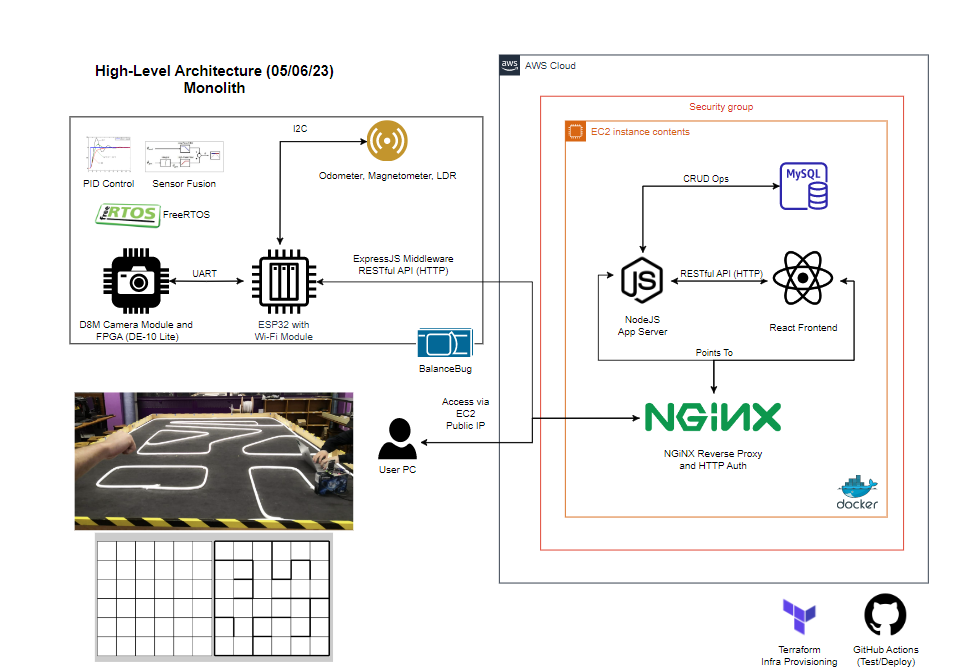 High-Level Architecture (05/06/23)
Monolith
aws
AWS Cloud
Security group
EC2 instance contents
I2C
Odometer, Magnetometer, LDR
PID Control
Sensor Fusion
free
RTOS
FreeRTOS
CRUD Ops
MySQL
UART
ExpressJS Middleware
RESTful API (HTTP)
D8M Camera Module and
FPGA (DE-10 Lite)
ESP32 with
Wi-Fi Module
BalanceBug
JS
RESTful API (HTTP)
NodeJS
App Server
React Frontend
Points To
Access via
EC2
Public IP
User PC
NGiNX
NGiNX Reverse Proxy
and HTTP Auth
docker
Terraform
Infra Provisioning
GitHub Actions
(Test/Deploy)